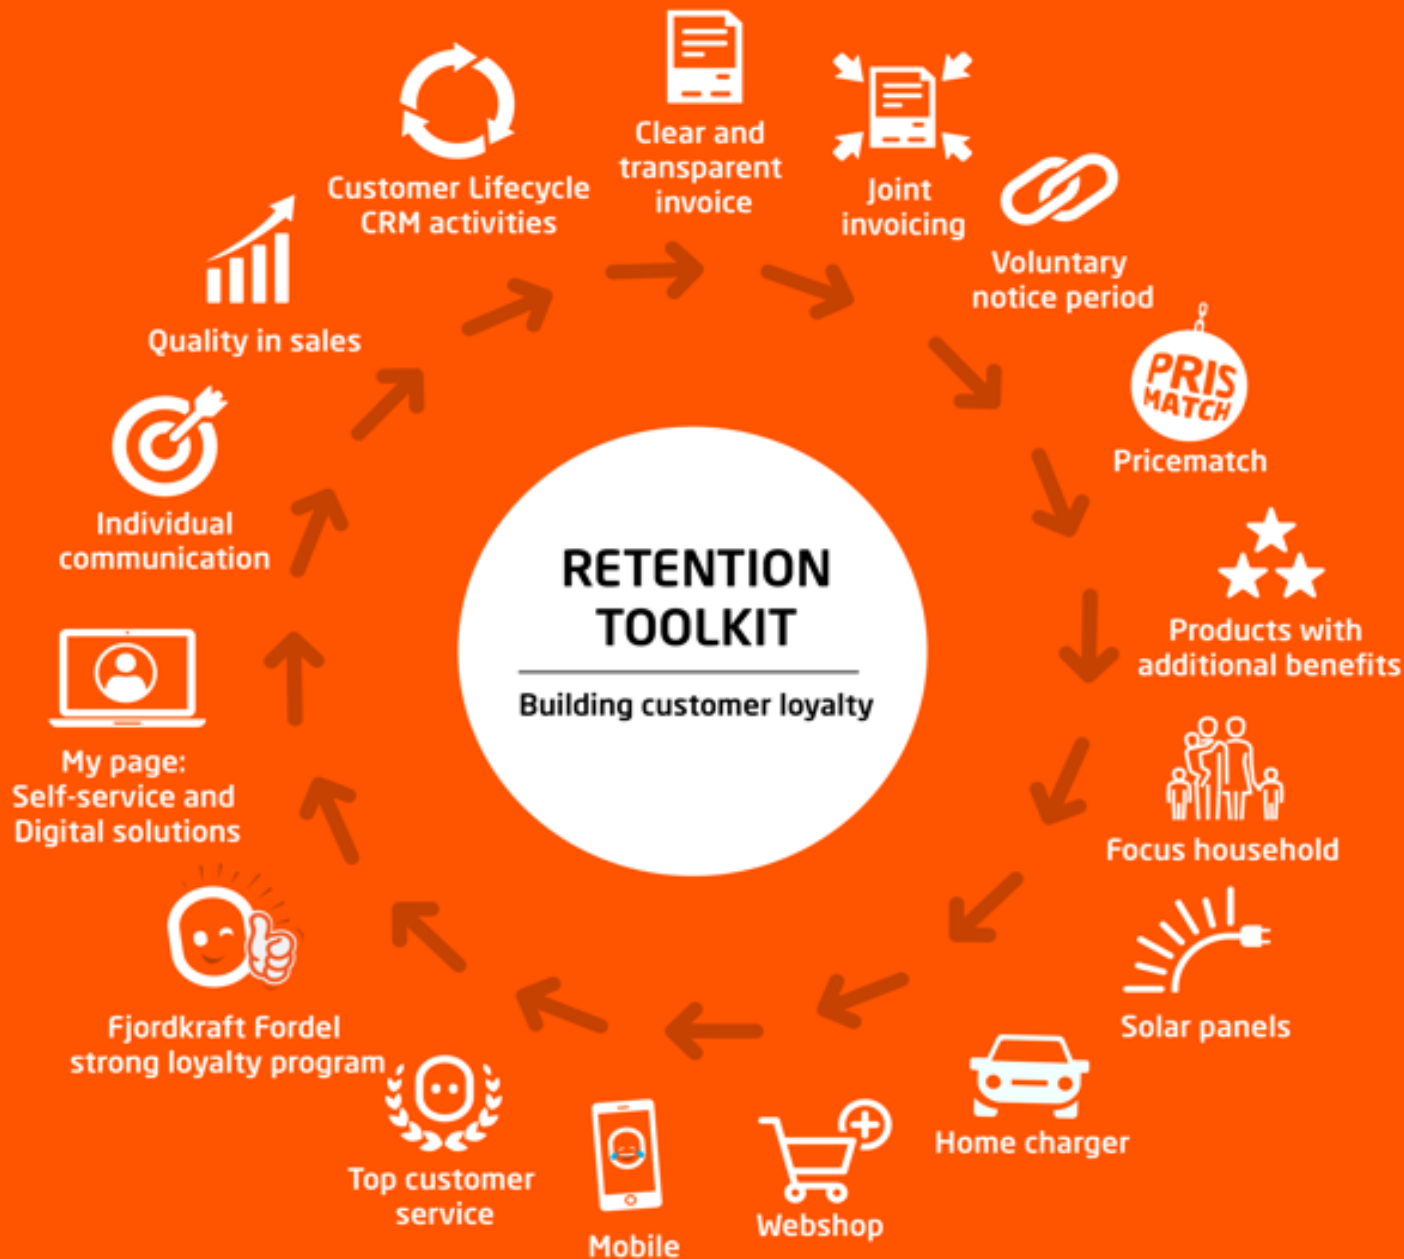 Clear and
transparent
invoice
Joint
invoicing
Voluntary
notice period
PRIS
MATCH
Pricematch
Products with
additional benefits
Focus household
Solar panels
Home charger
Webshop
Mobile
Top customer
service
Fjordkraft Fordel
strong loyalty program
My page:
Self-service and
Digital solutions
Individual
communication
Quality in sales
Customer Lifecycle
CRM activities
RETENTION
TOOLKIT
Building customer loyalty